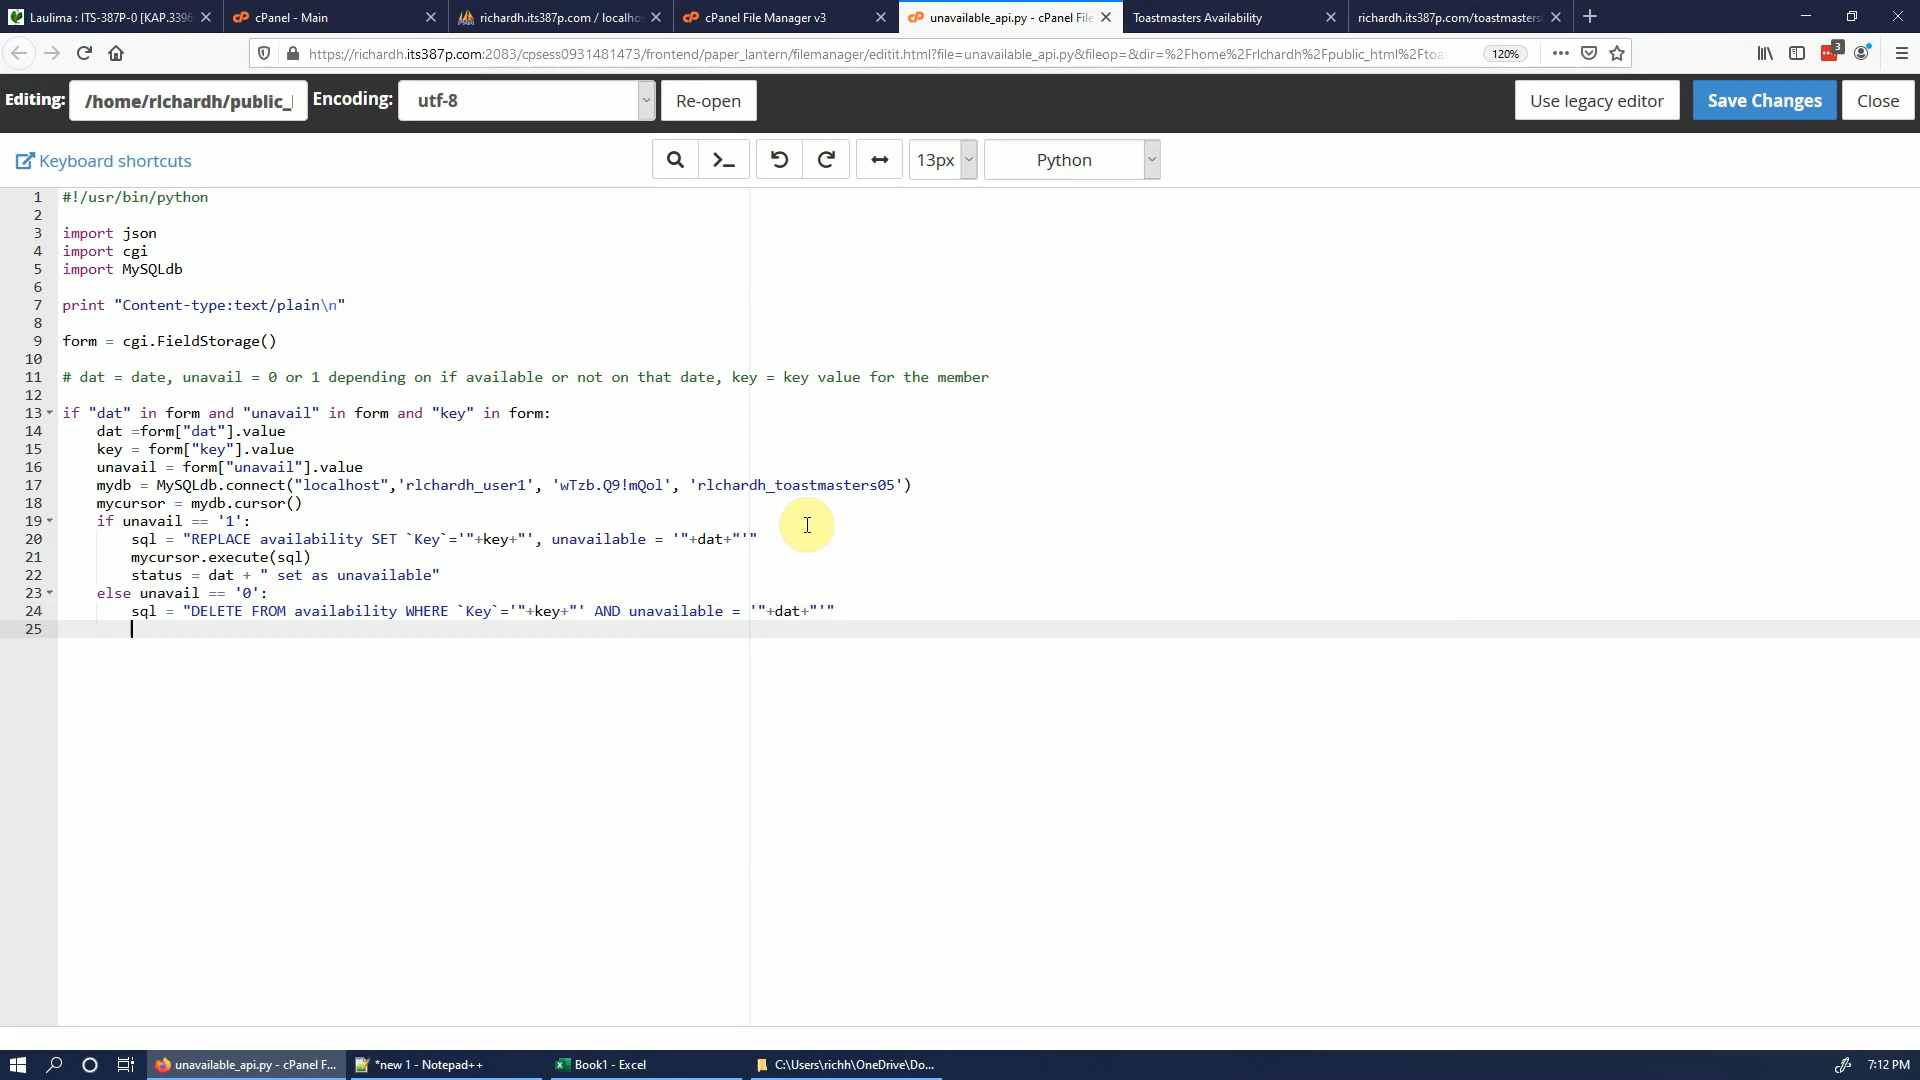 Laulima : ITS-387P-0 [KAP.3396
cPanel - Main
richardh.its387p.com / localho
cPanel File Manager v3
unavailable_api.py - cPanel File
Toastmasters Availability
richardh.its387p.com/toastmasters
https://richardh.its387p.com:2083/cpsess0931481473/frontend/paper_lantern/filemanager/editit.html?file=unavailable_api.py&fileop=&dir=%2Fhome%2Frlchardh%2Fpublic_html%2Ftoa
120%
3
Editing:
/home/rlchardh/public_
Encoding:
utf-8
Re-open
Use legacy editor
Save Changes
Close
Keyboard shortcuts
13px
Python
1 #!/usr/bin/python
2
3 import json
4 import cgi
5 import MySQLdb
6
7 print "Content-type:text/plain\n"
8
9 form = cgi.FieldStorage()
10
11 # dat = date, unavail = 0 or 1 depending on if available or not on that date, key = key value for the member
12
13 if "dat" in form and "unavail" in form and "key" in form:
14 dat =form["dat"].value
15 key = form["key"].value
16 unavail = form["unavail"].value
17 mydb = MySQLdb.connect("localhost",'rlchardh_user1', 'wTzb.Q9!mQol', 'rlchardh_toastmasters05')
18 mycursor = mydb.cursor()
19 if unavail == '1':
20 sql = "REPLACE availability SET `Key`='"+key+"', unavailable = '"+dat+"'"
21 mycursor.execute(sql)
22 status = dat + " set as unavailable"
23 else unavail == '0':
24 sql = "DELETE FROM availability WHERE `Key`='"+key+"' AND unavailable = '"+dat+"'"
25
unavailable_api.py - cPanel F...
*new 1 - Notepad++
Book1 - Excel
C:\Users\richh\OneDrive\Do...
7:12 PM